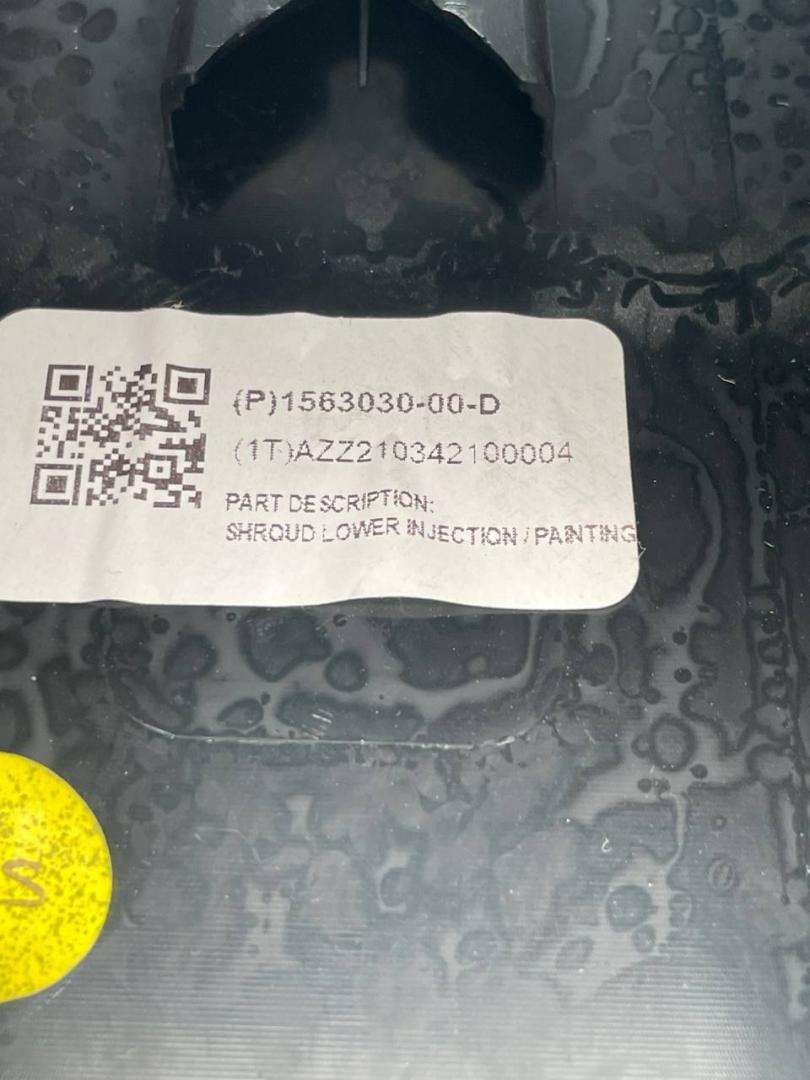 (P)1563030-00-D
(1T)AZZ210342100004
PART DESCRIPTION:
SHROUD LOWER INJECTION / PAINTING
S